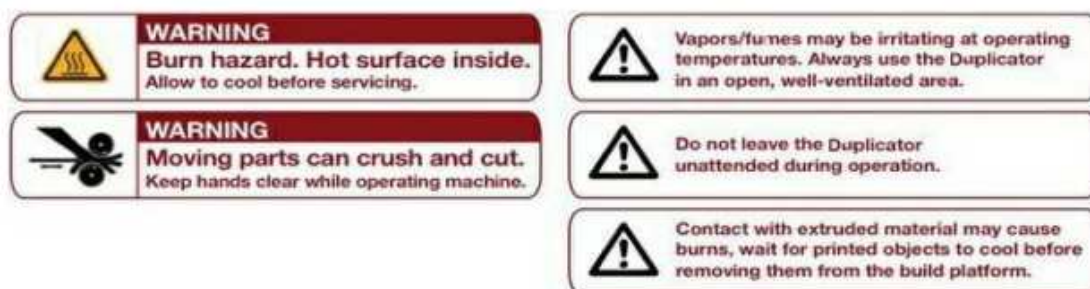 WARNING
Burn hazard. Hot surface inside.
Allow to cool before servicing.
WARNING
Moving parts can crush and cut.
Keep hands clear while operating machine.
Vapors/fumes may be irritating at operating
temperatures. Always use the Duplicator
in an open, well-ventilated area.
Do not leave the Duplicator
unattended during operation.
Contact with extruded material may cause
burns, wait for printed objects to cool before
removing them from the build platform.